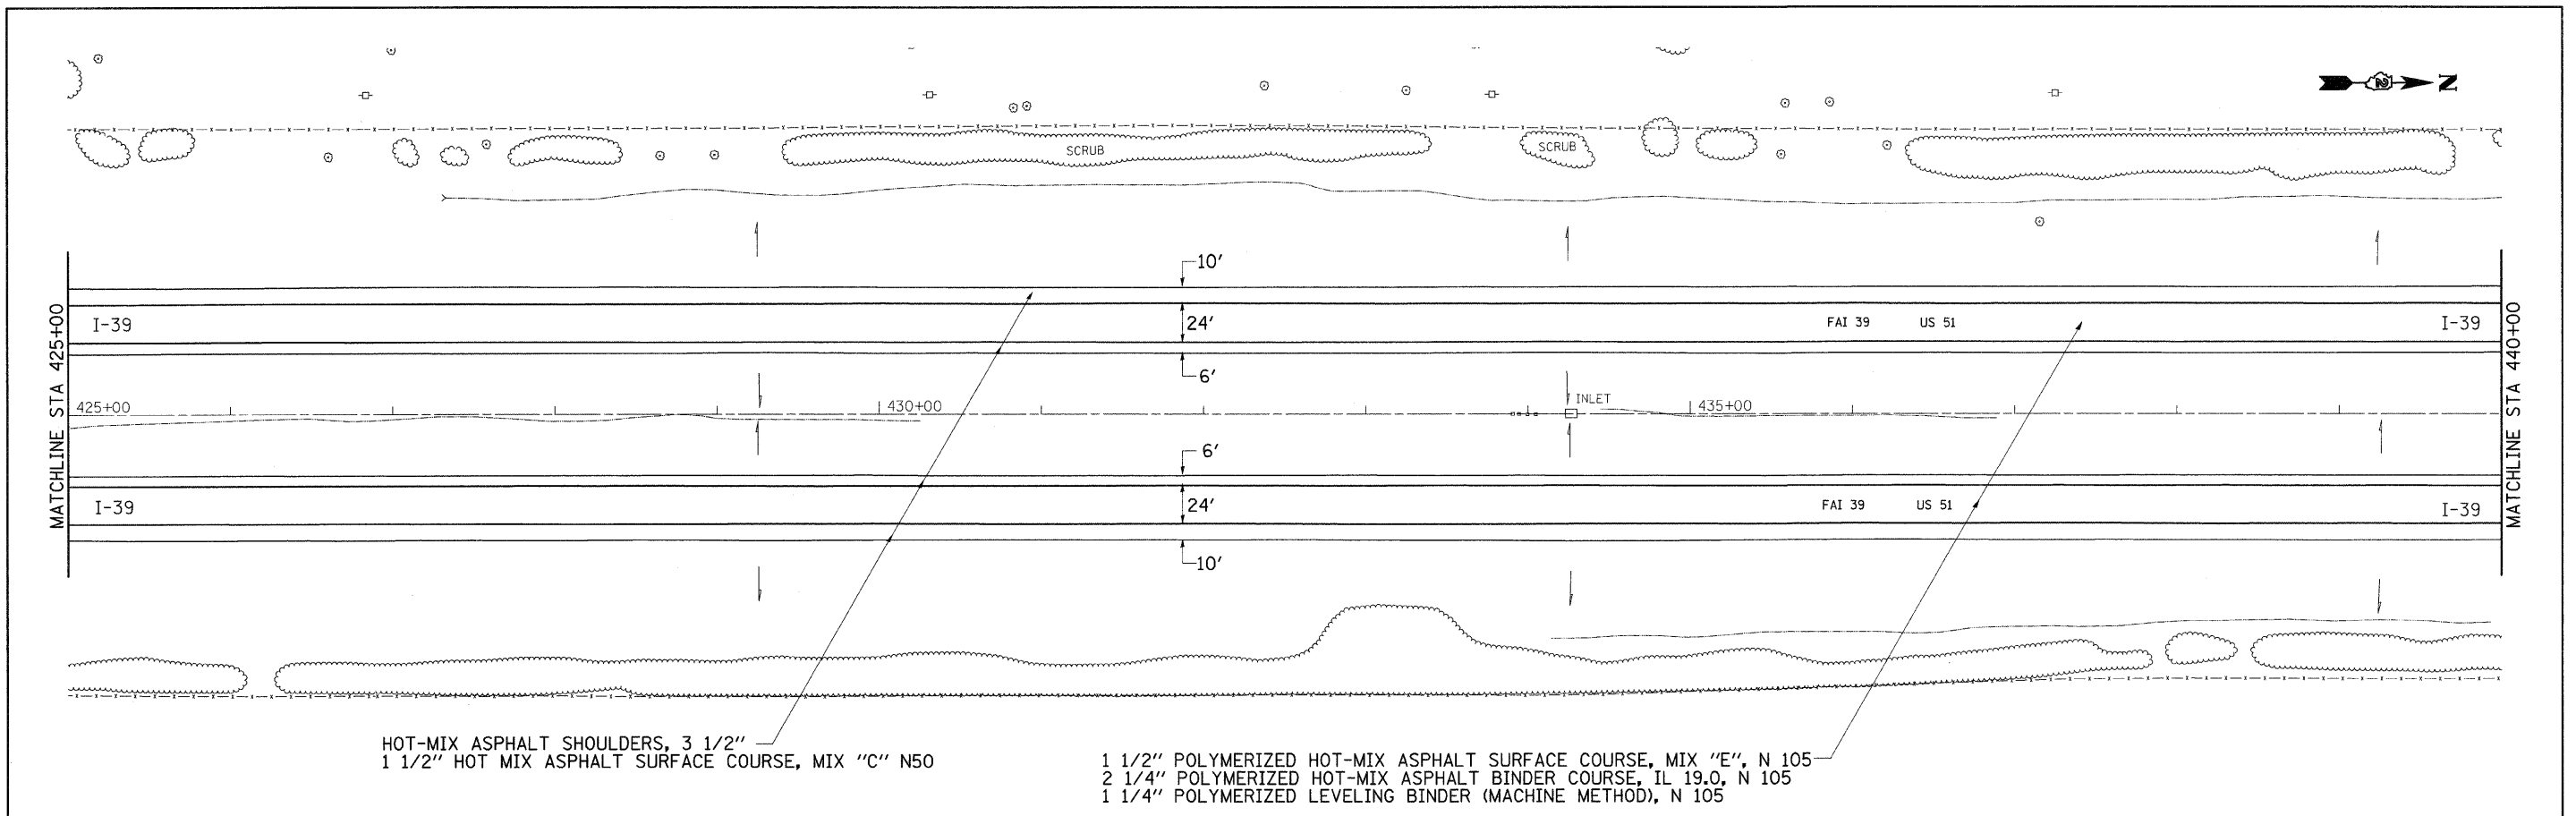 N
SCRUB
SCRUB
10'
MATCHLINE STA 425+00
I-39
24'
FAI 39 US 51
I-39
MATCHLINE STA 440+00
6'
425+00
430+00
INLET
435+00
6'
I-39
24'
FAI 39 US 51
I-39
10'
HOT-MIX ASPHALT SHOULDERS, 3 1/2"
1 1/2" HOT MIX ASPHALT SURFACE COURSE, MIX "C" N50
1 1/2" POLYMERIZED HOT-MIX ASPHALT SURFACE COURSE, MIX "E", N 105
2 1/4" POLYMERIZED HOT-MIX ASPHALT BINDER COURSE, IL 19.0, N 105
1 1/4" POLYMERIZED LEVELING BINDER (MACHINE METHOD), N 105